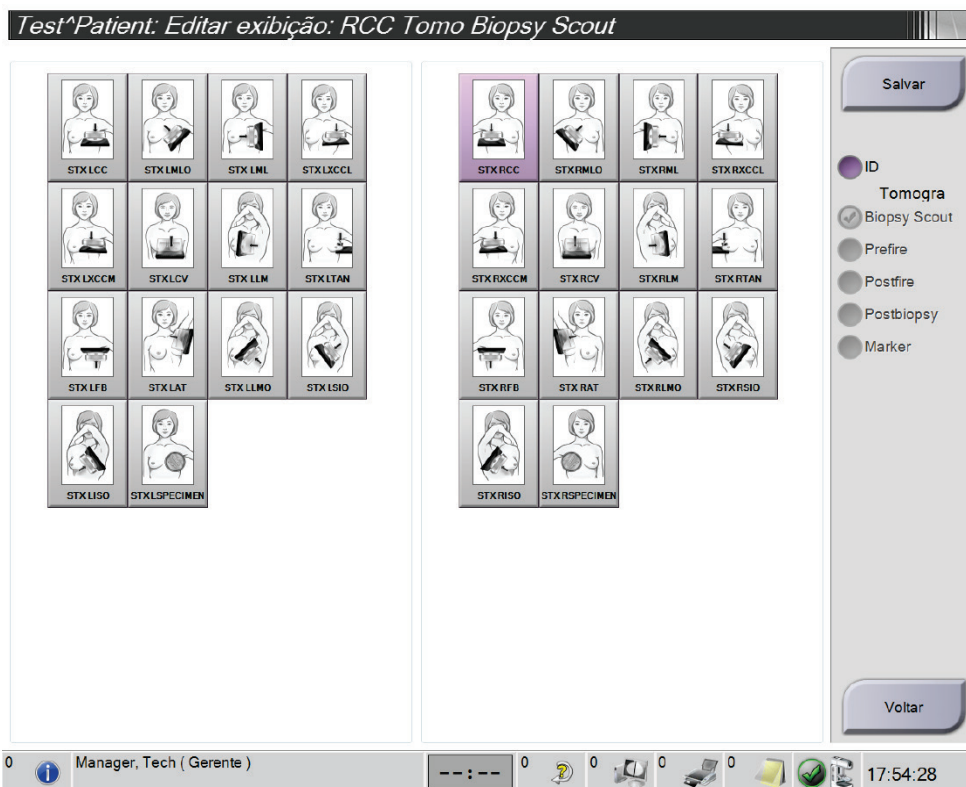 Test^Patient: Editar exibição: RCC Tomo Biopsy Scout
STX LCC STX LMLO STX LML STX LXCCL
STX LXCCM STX LCV STX LLM STX LTAN
STX LFB STX LAT STX LLMO STX LSIO
STX LISO STX LSPECIMEN
STX RCC STX RMLO STX RML STX RXCCL
STX RXCCM STX RCV STX RLM STX RTAN
STX RFB STX RAT STX RLMO STX RSIO
STX RISO STX RSPECIMEN
Salvar
ID
Tomogra
Biopsy Scout
Prefire
Postfire
Postbiopsy
Marker
Voltar
0 Manager, Tech ( Gerente ) --:-- 0 0 0 0 17:54:28